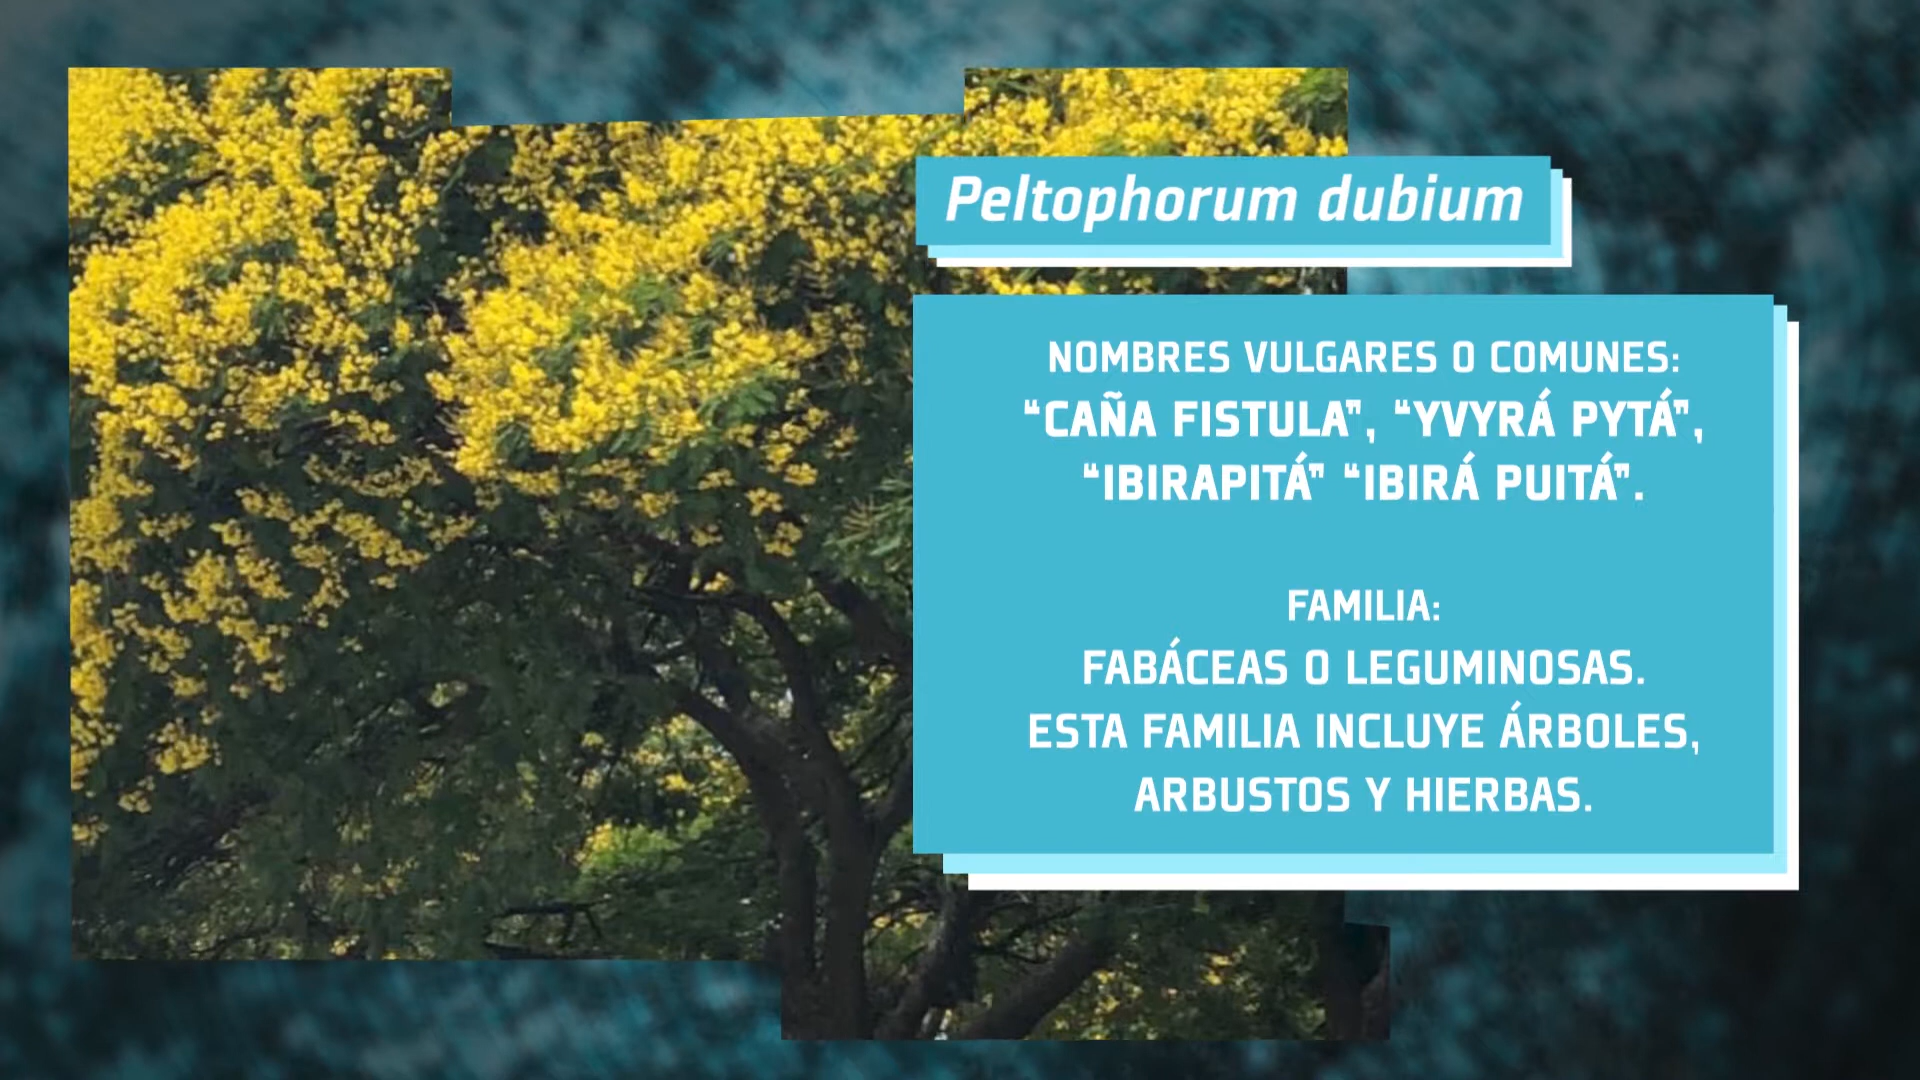 Peltophorum dubium
NOMBRES VULGARES O COMUNES:
“CAÑA FISTULA”, “YVYRÁ PYTÁ”,
“IBIRAPITÁ” “IBIRÁ PUITÁ”.
FAMILIA:
FABÁCEAS O LEGUMINOSAS.
ESTA FAMILIA INCLUYE ÁRBOLES,
ARBUSTOS Y HIERBAS.